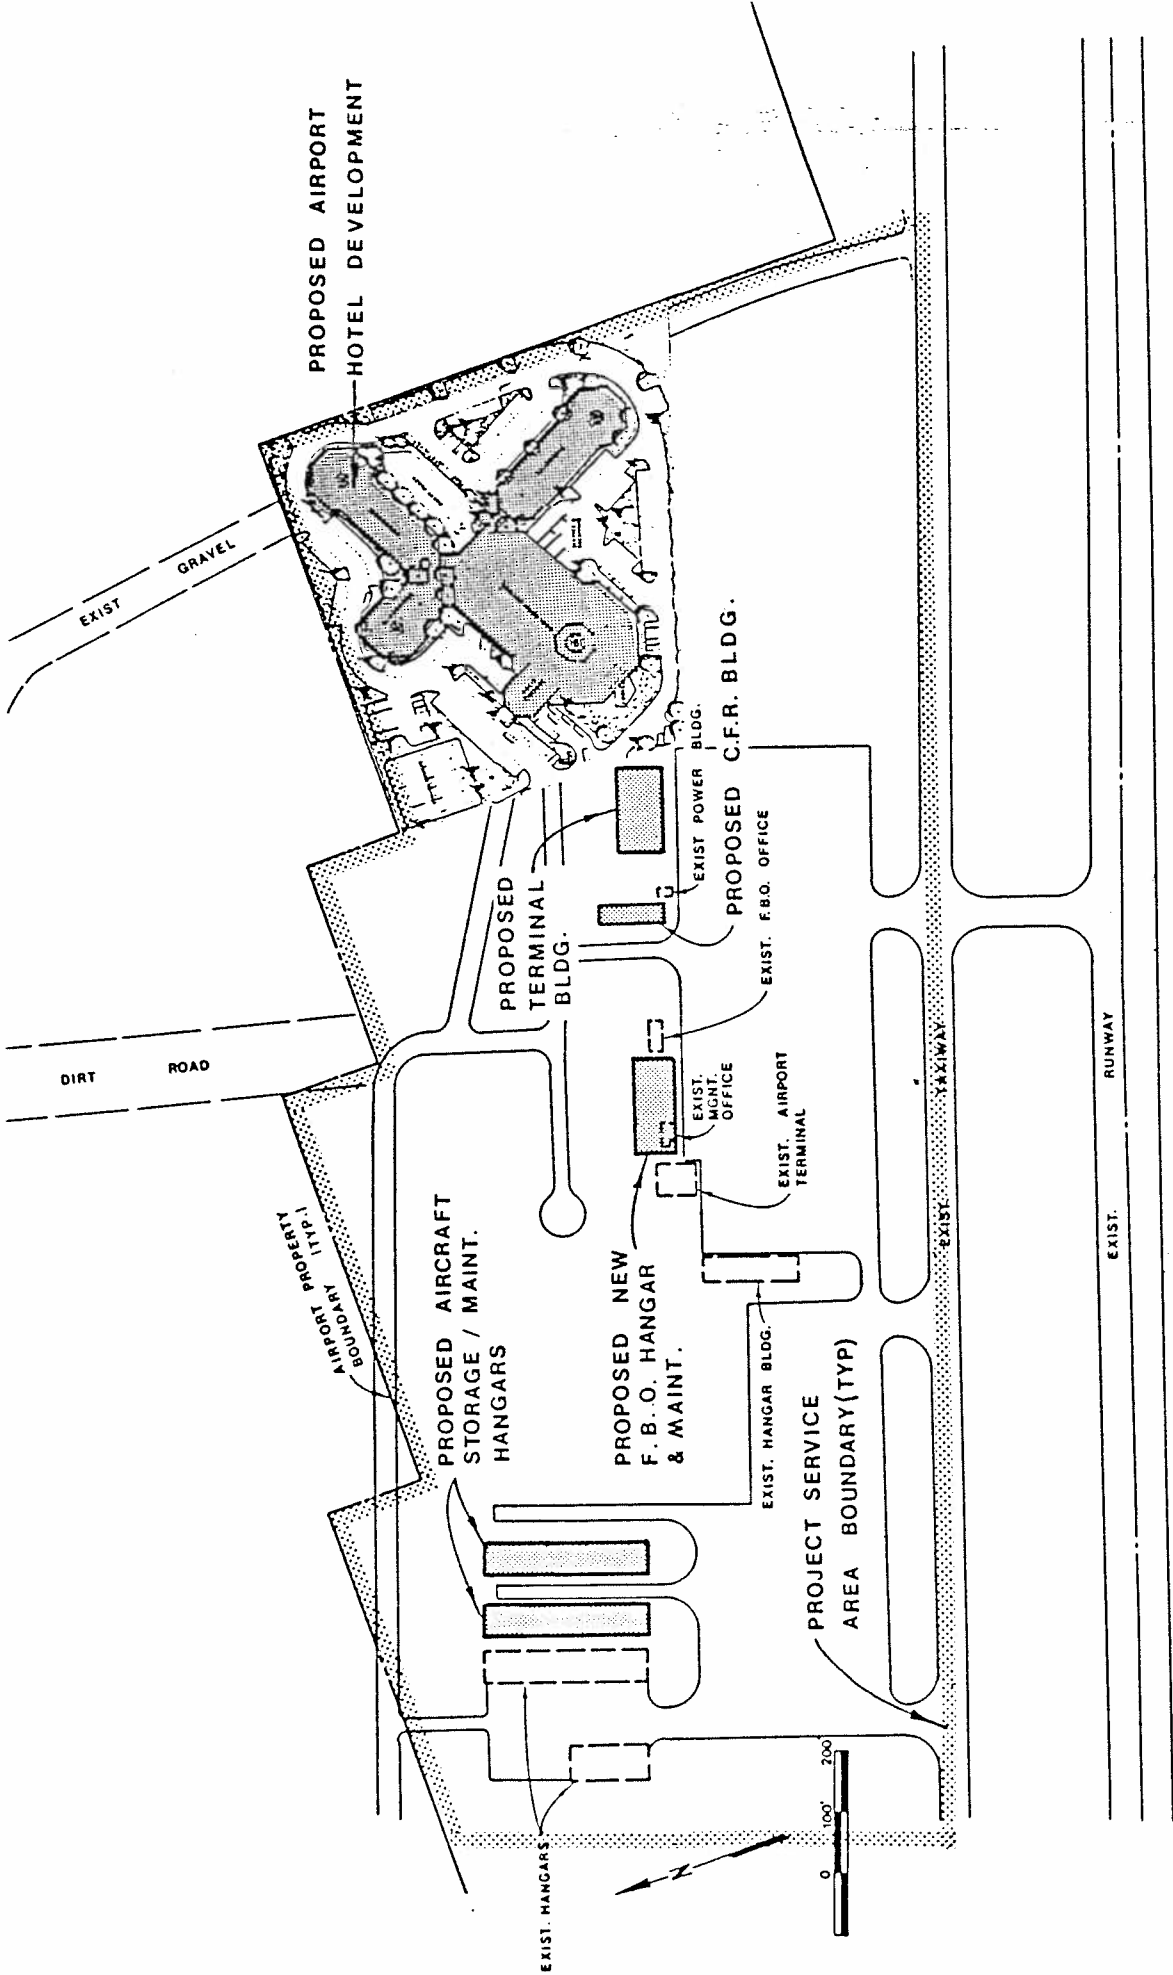 PROPOSED AIRPORT
HOTEL DEVELOPMENT
EXIST GRAVEL
DIRT ROAD
AIRPORT PROPERTY
BOUNDARY (TYP.)
PROPOSED
TERMINAL
BLDG.
EXIST POWER BLDG.
PROPOSED C.F.R. BLDG.
EXIST. F.B.O. OFFICE
EXIST.
MGNT.
OFFICE
EXIST. AIRPORT
TERMINAL
PROPOSED AIRCRAFT
STORAGE / MAINT.
HANGARS
PROPOSED NEW
F.B.O. HANGAR
& MAINT.
EXIST. HANGAR BLDG.
PROJECT SERVICE
AREA BOUNDARY (TYP)
EXIST. TAXIWAY
EXIST. RUNWAY
EXIST. HANGARS
N
0 100' 200